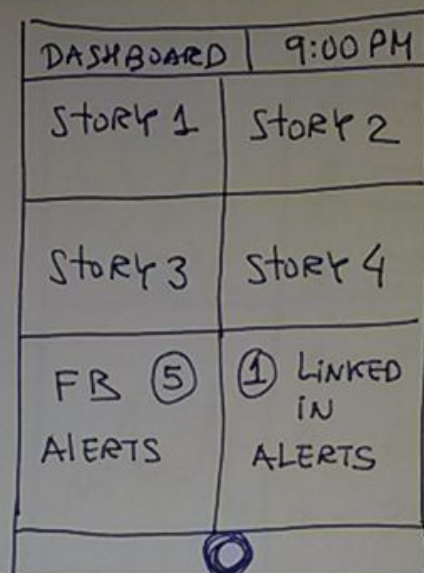 DASHBOARD 9:00 PM
STORY 1 STORY 2
STORY 3 STORY 4
FB 5 1 LINKED
IN
ALERTS ALERTS